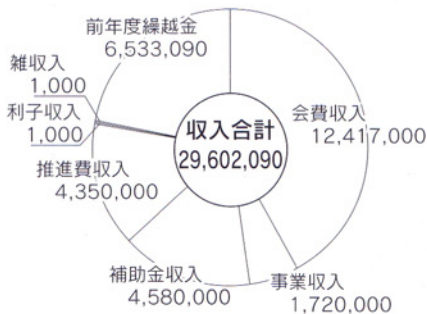 前年度繰越金
6,533,090
雑収入
1,000
利子収入
1,000
推進費収入
4,350,000
補助金収入
4,580,000
事業収入
1,720,000
会費収入
12,417,000
収入合計
29,602,090